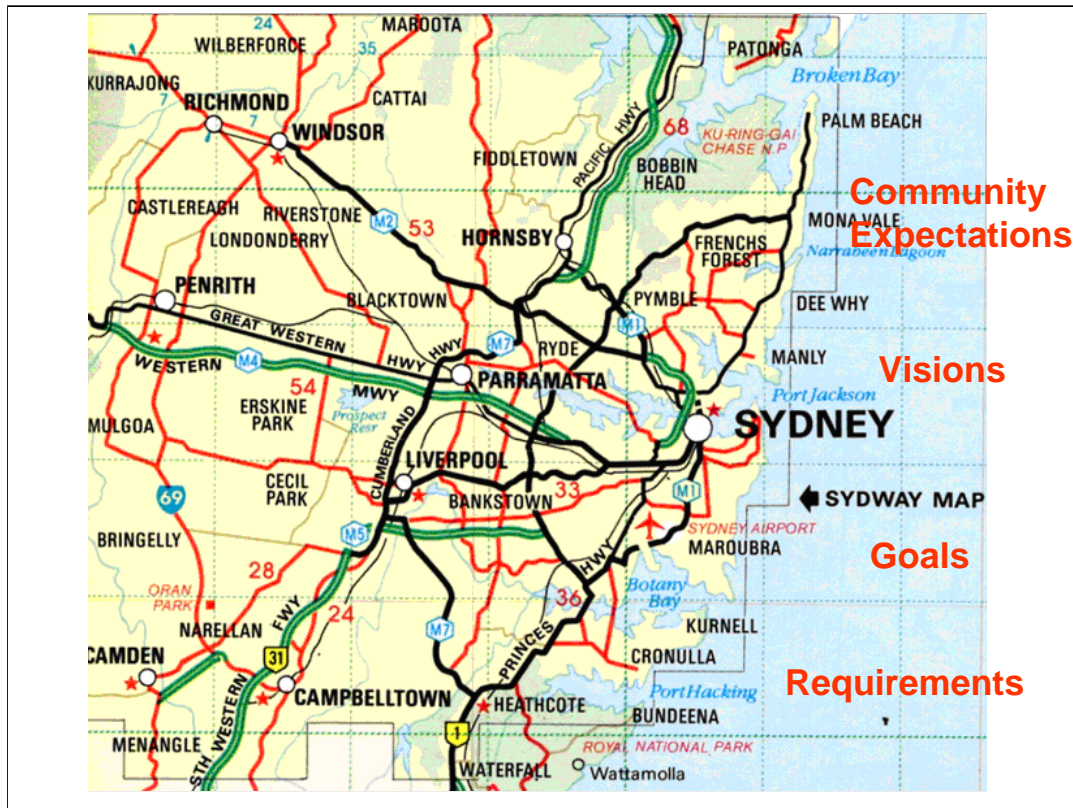 24
MAROOTA
WILBERFORCE
35
PATONGA
KURRAJONG
7
CATTAI
Broken Bay
RICHMOND
7
WINDSOR
HWY
68
KU-RING-GAI
CHASE N.P
PALM BEACH
FIDDLETOWN
PACIFIC
BOBBIN
HEAD
Community
Expectations
CASTLEREAGH
RIVERSTONE
M2
53
MONA VALE
LONDONDERRY
HORNSBY
FRENCHS
FOREST
Narrabeen Lagoon
PENRITH
BLACKTOWN
PYMBLE
DEE WHY
GREAT WESTERN
HWY
M1
WESTERN
M4
MWY
HWY
M7
RYDE
MANLY
Visions
54
PARRAMATTA
Port Jackson
ERSKINE
PARK
Prospect
Resr
MULGOA
CUMBERLAND
SYDNEY
LIVERPOOL
CECIL
PARK
BANKSTOWN
33
M1
69
SYDWAY MAP
SYDNEY AIRPORT
BRINGELLY
M5
MAROUBRA
Goals
HWY
28
ORAN
PARK
24
36
Botany
Bay
FWY
NARELLAN
M7
KURNELL
PRINCES
CAMDEN
31
CRONULLA
CAMPBELLTOWN
Port Hacking
Requirements
HEATHCOTE
BUNDEENA
STH WESTERN
1
MENANGLE
ROYAL NATIONAL PARK
WATERFALL
Wattamolla